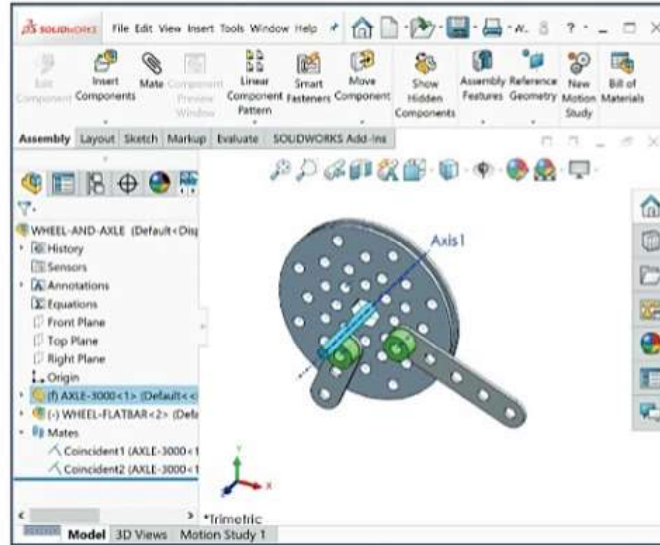 SOLIDWORKS File Edit View Insert Tools Window Help
Edit Component
Insert Components
Mate
Component Preview Window
Linear Component Pattern
Smart Fasteners
Move Component
Show Hidden Components
Assembly Features
Reference Geometry
New Motion Study
Bill of Materials
Assembly Layout Sketch Markup Evaluate SOLIDWORKS Add-Ins
WHEEL-AND-AXLE (Default<Disp
History
Sensors
Annotations
Equations
Front Plane
Top Plane
Right Plane
Origin
(f) AXLE-3000<1> (Default<<
(-) WHEEL-FLATBAR<2> (Defa
Mates
Coincident1 (AXLE-3000<1
Coincident2 (AXLE-3000<1
Axis1
Y
X
*Trimetric
Model 3D Views Motion Study 1